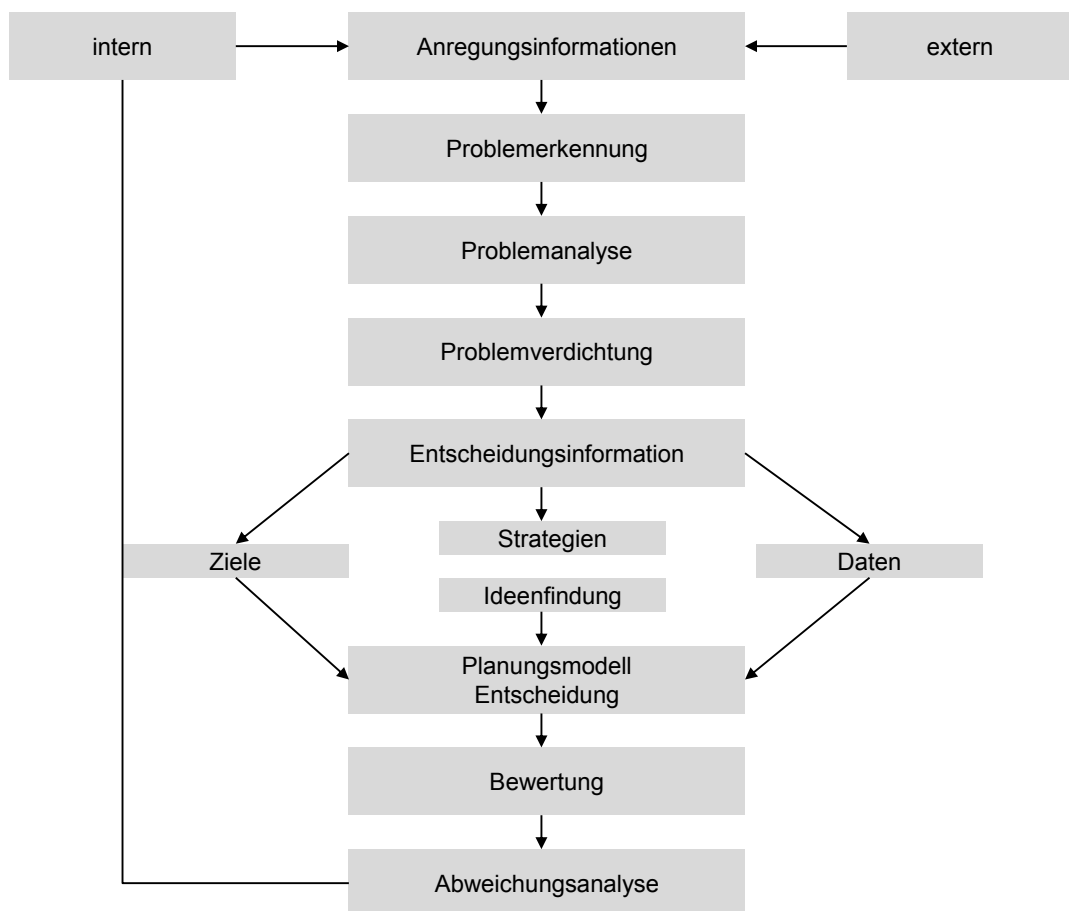 intern
Anregungsinformationen
extern
Problemerkennung
Problemanalyse
Problemverdichtung
Entscheidungsinformation
Strategien
Ziele
Daten
Ideenfindung
Planungsmodell
Entscheidung
Bewertung
Abweichungsanalyse